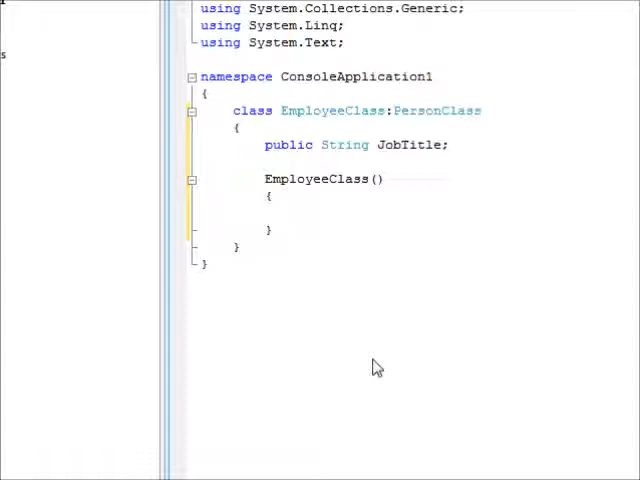 using System.Collections.Generic;
using System.Linq;
using System.Text;
s
namespace ConsoleApplication1
{
class EmployeeClass:PersonClass
{
public String JobTitle;
EmployeeClass()
{
}
}
}